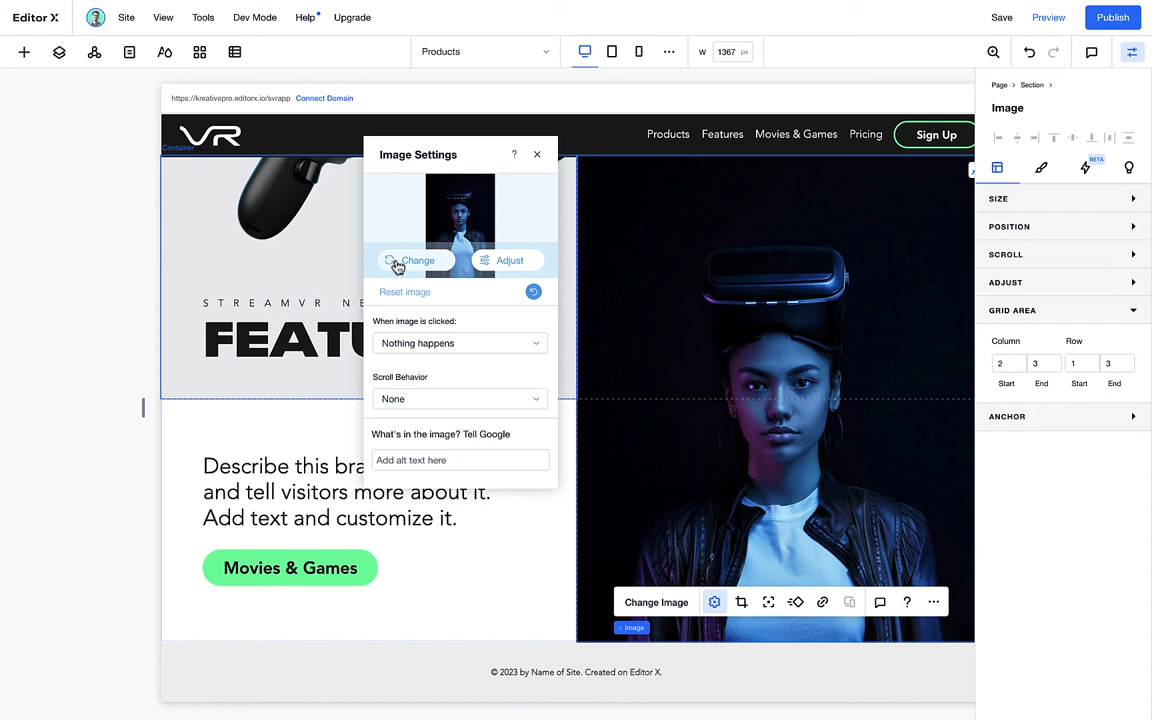 Editor X
Site View Tools Dev Mode Help Upgrade
Save Preview Publish
Products
W 1367 px
https://kreativepro.editorx.io/svrapp Connect Domain
VR
Products Features Movies & Games Pricing Sign Up
Container
Image Settings ?
Change Adjust
Reset image
When image is clicked:
Nothing happens
Scroll Behavior
None
What's in the image? Tell Google
Add alt text here
STREAMVR NE
FEATU
Describe this bra
and tell visitors more about it.
Add text and customize it.
Movies & Games
Change Image ?
‹ Image
© 2023 by Name of Site. Created on Editor X.
Page › Section ›
Image
BETA
SIZE
POSITION
SCROLL
ADJUST
GRID AREA
Column Row
2 3 1 3
Start End Start End
ANCHOR